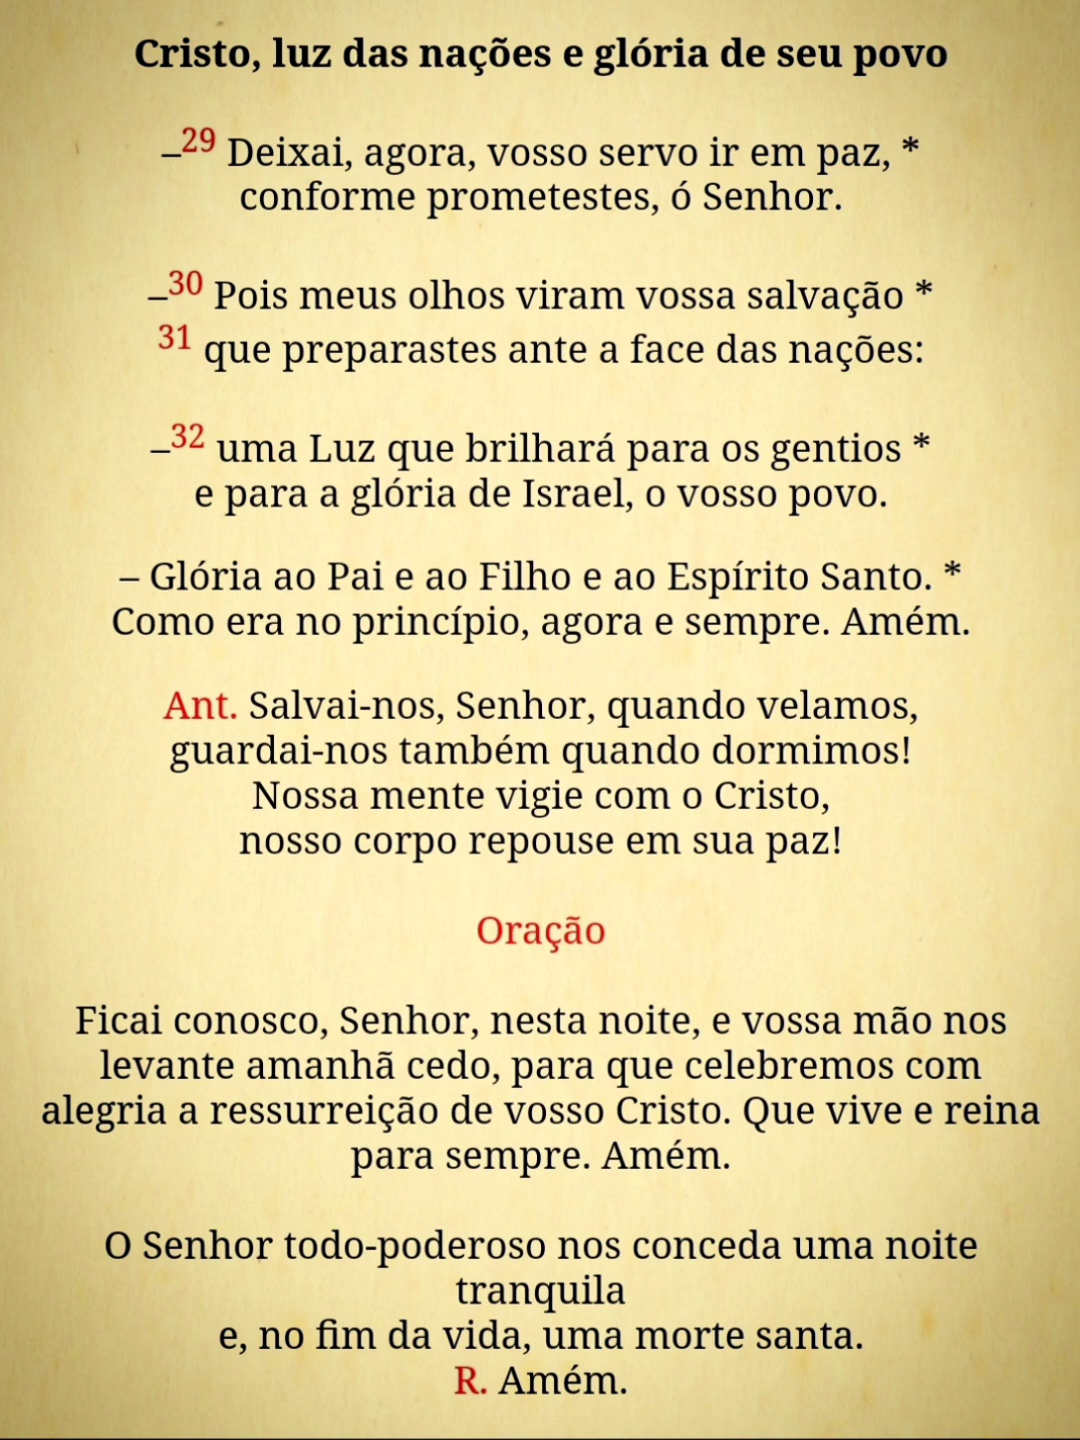 Cristo, luz das nações e glória de seu povo
–29 Deixai, agora, vosso servo ir em paz, *
conforme prometestes, ó Senhor.
–30 Pois meus olhos viram vossa salvação *
31 que preparastes ante a face das nações:
–32 uma Luz que brilhará para os gentios *
e para a glória de Israel, o vosso povo.
– Glória ao Pai e ao Filho e ao Espírito Santo. *
Como era no princípio, agora e sempre. Amém.
Ant. Salvai-nos, Senhor, quando velamos,
guardai-nos também quando dormimos!
Nossa mente vigie com o Cristo,
nosso corpo repouse em sua paz!
Oração
Ficai conosco, Senhor, nesta noite, e vossa mão nos
levante amanhã cedo, para que celebremos com
alegria a ressurreição de vosso Cristo. Que vive e reina
para sempre. Amém.
O Senhor todo-poderoso nos conceda uma noite
tranquila
e, no fim da vida, uma morte santa.
R. Amém.